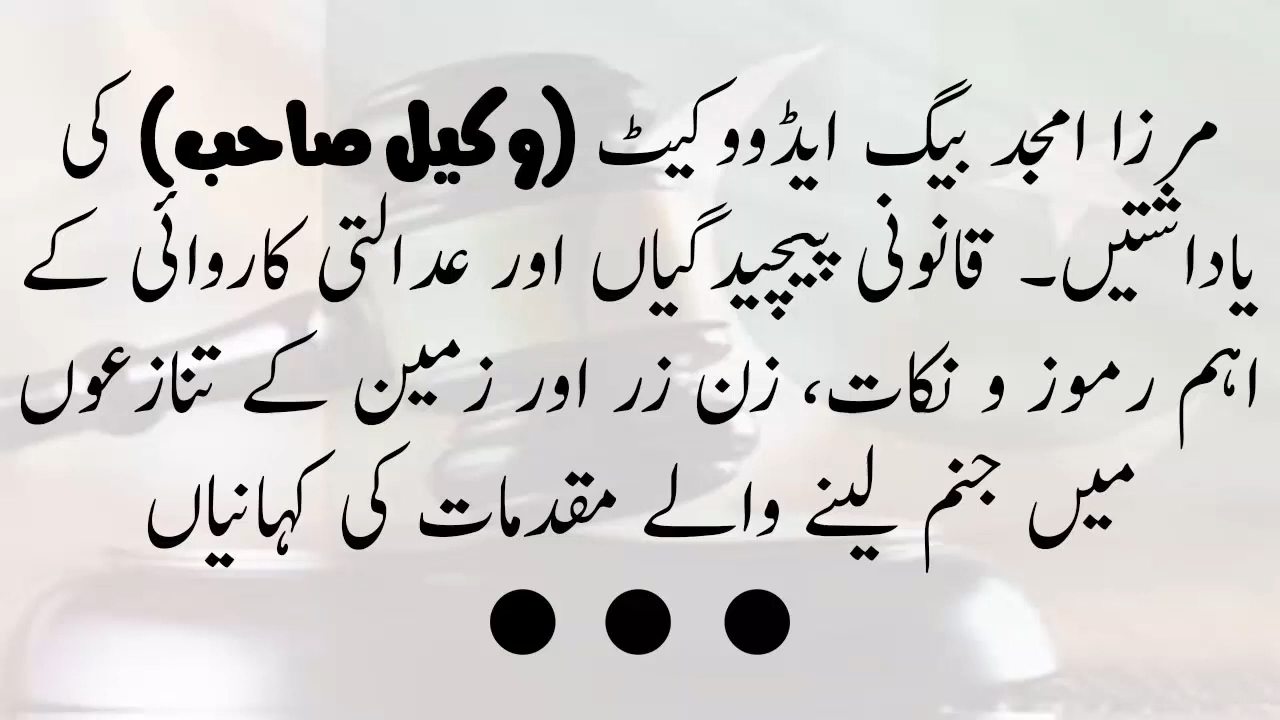 مرزا امجد بیگ ایڈووکیٹ (وکیل صاحب) کی
یاداشتیں۔ قانونی پیچیدگیاں اور عدالتی کاروائی کے
اہم رموز و نکات، زن زر اور زمین کے تنازعوں
میں جنم لینے والے مقدمات کی کہانیاں
● ● ●